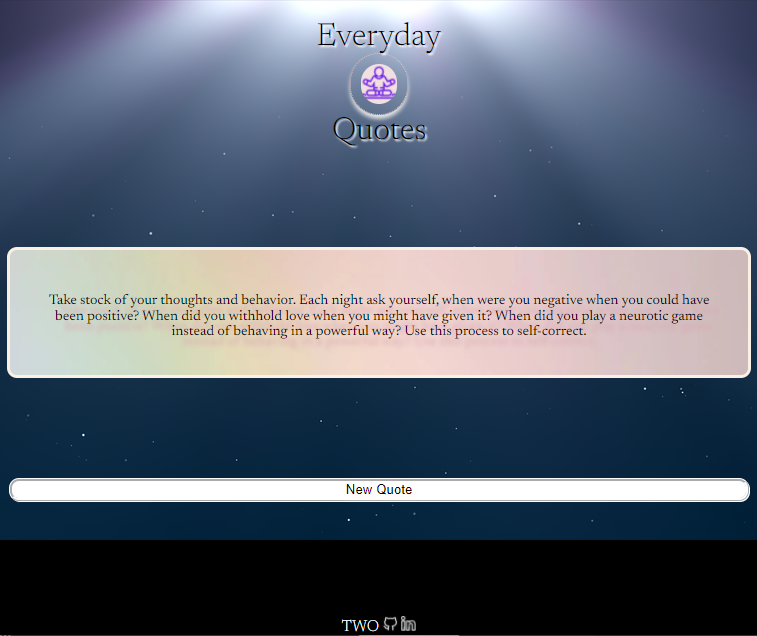 Everyday
Quotes
Take stock of your thoughts and behavior. Each night ask yourself, when were you negative when you could have
been positive? When did you withhold love when you might have given it? When did you play a neurotic game
instead of behaving in a powerful way? Use this process to self-correct.
New Quote
TWO